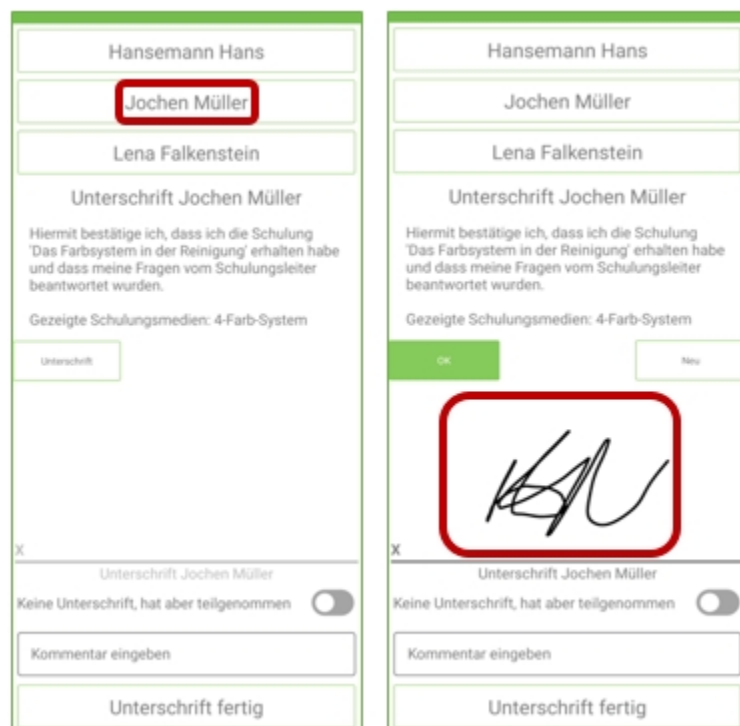 Hansemann Hans
Jochen Müller
Lena Falkenstein
Unterschrift Jochen Müller
Hiermit bestätige ich, dass ich die Schulung
'Das Farbsystem in der Reinigung' erhalten habe
und dass meine Fragen vom Schulungsleiter
beantwortet wurden.
Gezeigte Schulungsmedien: 4-Farb-System
Unterschrift
X
Unterschrift Jochen Müller
Keine Unterschrift, hat aber teilgenommen
Kommentar eingeben
Unterschrift fertig
Hansemann Hans
Jochen Müller
Lena Falkenstein
Unterschrift Jochen Müller
Hiermit bestätige ich, dass ich die Schulung
'Das Farbsystem in der Reinigung' erhalten habe
und dass meine Fragen vom Schulungsleiter
beantwortet wurden.
Gezeigte Schulungsmedien: 4-Farb-System
OK
Neu
X
Unterschrift Jochen Müller
Keine Unterschrift, hat aber teilgenommen
Kommentar eingeben
Unterschrift fertig